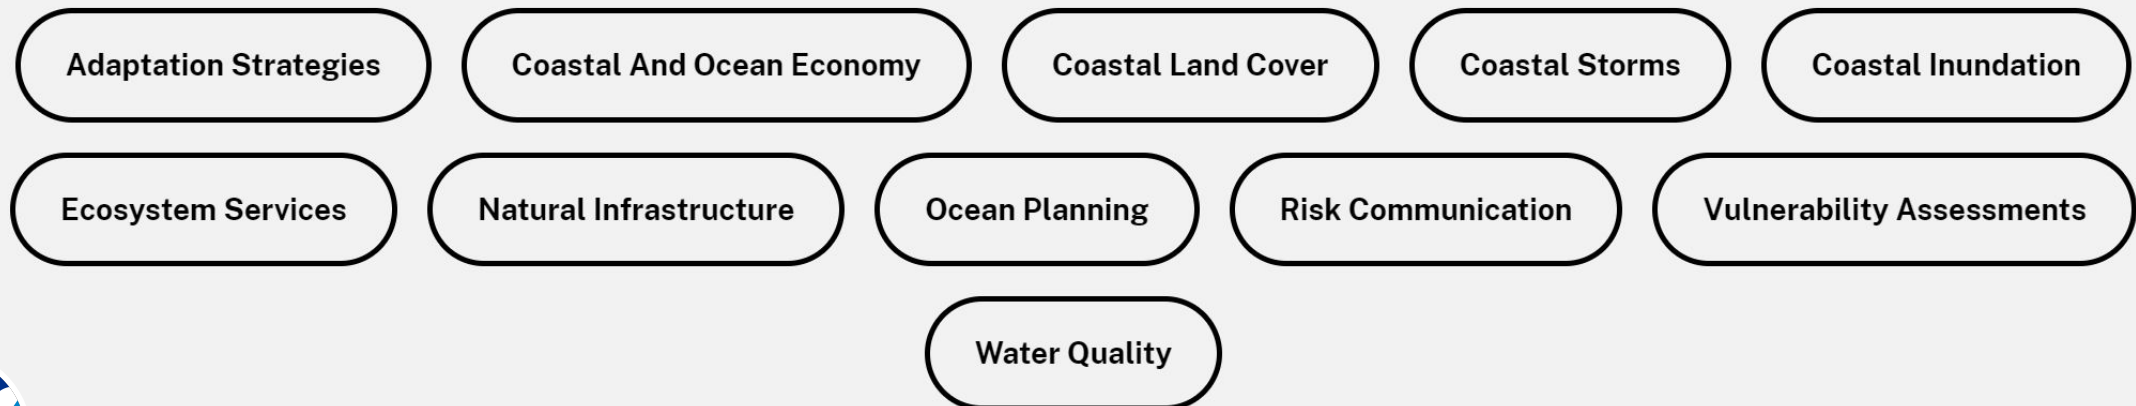 Adaptation Strategies
Coastal And Ocean Economy
Coastal Land Cover
Coastal Storms
Coastal Inundation
Ecosystem Services
Natural Infrastructure
Ocean Planning
Risk Communication
Vulnerability Assessments
Water Quality